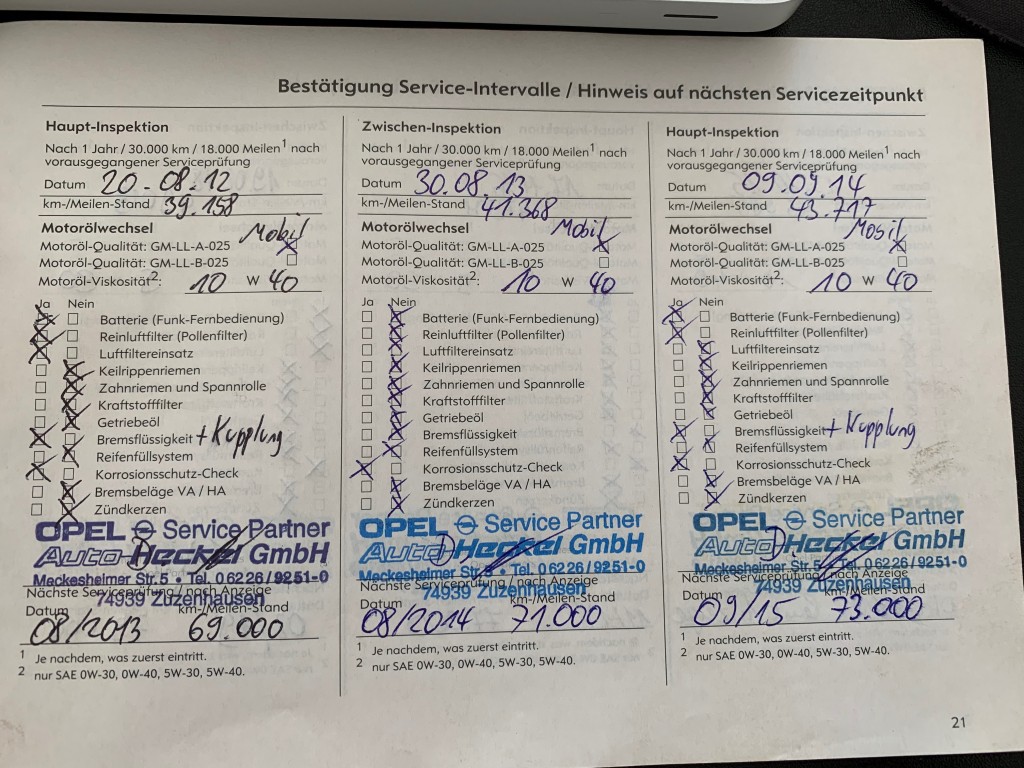 Bestätigung Service-Intervalle / Hinweis auf nächsten Servicezeitpunkt
Haupt-Inspektion
Nach 1 Jahr / 30.000 km / 18.000 Meilen¹ nach
vorausgegangener Serviceprüfung
Datum 20-08.12
km-/Meilen-Stand 39.158
Motorölwechsel Mobil
Motoröl-Qualität: GM-LL-A-025
Motoröl-Qualität: GM-LL-B-025
Motoröl-Viskosität²: 10 W 40
Ja Nein
Batterie (Funk-Fernbedienung)
Reinluftfilter (Pollenfilter)
Luftfiltereinsatz
Keilrippenriemen
Zahnriemen und Spannrolle
Kraftstofffilter
Getriebeöl
Bremsflüssigkeit + Kupplung
Reifenfüllsystem
Korrosionsschutz-Check
Bremsbeläge VA / HA
Zündkerzen
OPEL Service Partner
Auto-Heckel GmbH
Meckesheimer Str. 5 • Tel. 06226/9251-0
74939 Zuzenhausen
Nächste Serviceprüfung / nach Anzeige
Datum km-/Meilen-Stand
08/2013 69.000
¹ Je nachdem, was zuerst eintritt.
² nur SAE 0W-30, 0W-40, 5W-30, 5W-40.
Zwischen-Inspektion
Nach 1 Jahr / 30.000 km / 18.000 Meilen¹ nach
vorausgegangener Serviceprüfung
Datum 30.08.13
km-/Meilen-Stand 41.368
Motorölwechsel Mobil
Motoröl-Qualität: GM-LL-A-025
Motoröl-Qualität: GM-LL-B-025
Motoröl-Viskosität²: 10 W 40
Ja Nein
Batterie (Funk-Fernbedienung)
Reinluftfilter (Pollenfilter)
Luftfiltereinsatz
Keilrippenriemen
Zahnriemen und Spannrolle
Kraftstofffilter
Getriebeöl
Bremsflüssigkeit
Reifenfüllsystem
Korrosionsschutz-Check
Bremsbeläge VA / HA
Zündkerzen
OPEL Service Partner
Auto-Heckel GmbH
Meckesheimer Str. 5 • Tel. 06226/9251-0
74939 Zuzenhausen
Nächste Serviceprüfung / nach Anzeige
Datum km-/Meilen-Stand
08/2014 71.000
¹ Je nachdem, was zuerst eintritt.
² nur SAE 0W-30, 0W-40, 5W-30, 5W-40.
Haupt-Inspektion
Nach 1 Jahr / 30.000 km / 18.000 Meilen¹ nach
vorausgegangener Serviceprüfung
Datum 09.09.14
km-/Meilen-Stand 43.717
Motorölwechsel Mobil
Motoröl-Qualität: GM-LL-A-025
Motoröl-Qualität: GM-LL-B-025
Motoröl-Viskosität²: 10 W 40
Ja Nein
Batterie (Funk-Fernbedienung)
Reinluftfilter (Pollenfilter)
Luftfiltereinsatz
Keilrippenriemen
Zahnriemen und Spannrolle
Kraftstofffilter
Getriebeöl
Bremsflüssigkeit + Kupplung
Reifenfüllsystem
Korrosionsschutz-Check
Bremsbeläge VA / HA
Zündkerzen
OPEL Service Partner
Auto-Heckel GmbH
Meckesheimer Str. 5 • Tel. 06226/9251-0
74939 Zuzenhausen
Nächste Serviceprüfung / nach Anzeige
Datum km-/Meilen-Stand
09/15 73.000
¹ Je nachdem, was zuerst eintritt.
² nur SAE 0W-30, 0W-40, 5W-30, 5W-40.
21